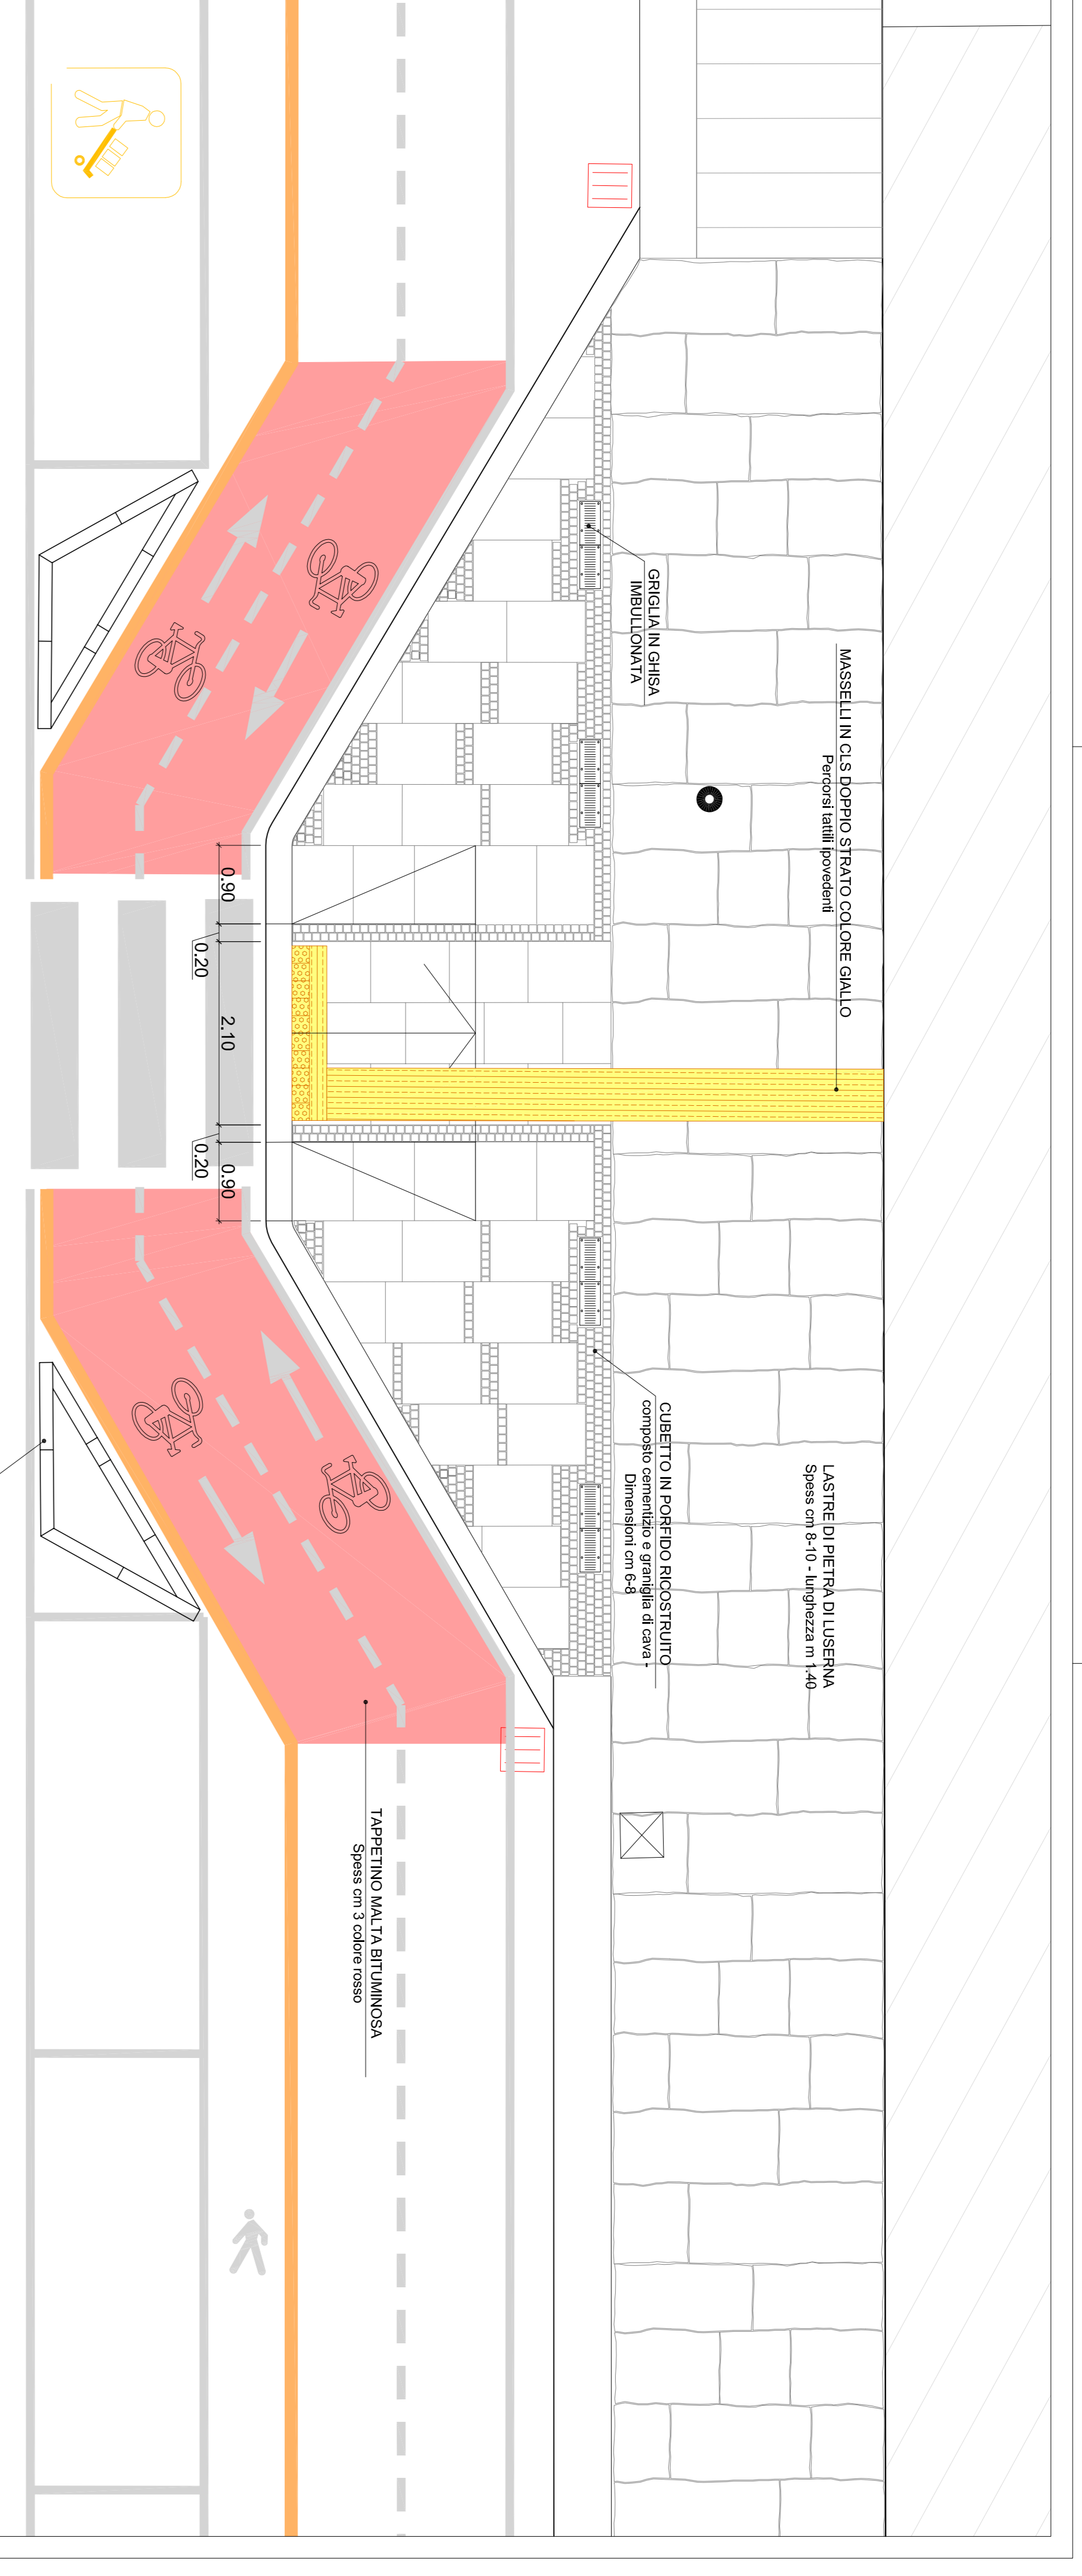 GRIGLIA IN GHISA
IMBULLONATA
MASSELLI IN CLS DOPPIO STRATO COLORE GIALLO
Percorsi tattili ipovedenti
0.90
0.20
2.10
0.20
0.90
CUBETTO IN PORFIDO RICOSTRUITO
composto cementizio e graniglia di cava -
Dimensioni cm 6-8
LASTRE DI PIETRA DI LUSERNA
Spess cm 8-10 - lunghezza m 1.40
TAPPETINO MALTA BITUMINOSA
Spess cm 3 colore rosso